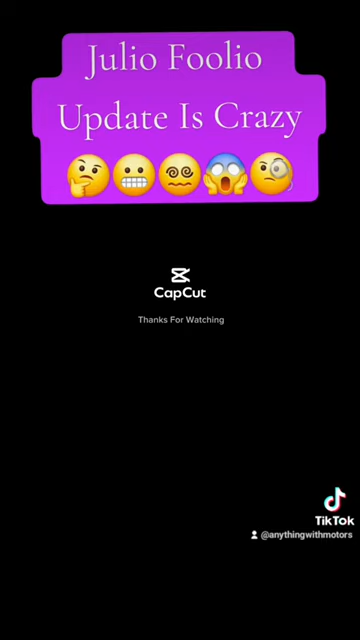 Julio Foolio
Update Is Crazy
CapCut
Thanks For Watching
TikTok
@anythingwithmotors